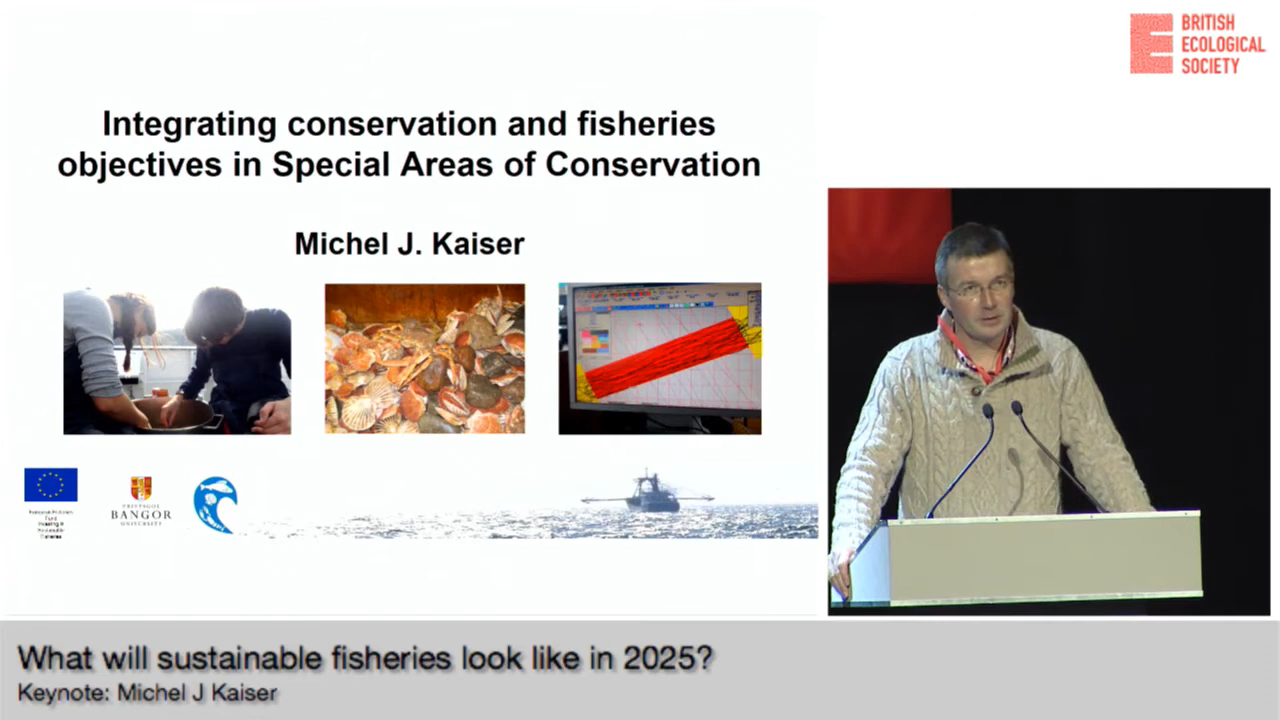 BRITISH
ECOLOGICAL
SOCIETY
Integrating conservation and fisheries
objectives in Special Areas of Conservation
Michel J. Kaiser
PRIFYSGOL
BANGOR
UNIVERSITY
What will sustainable fisheries look like in 2025?
Keynote: Michel J Kaiser